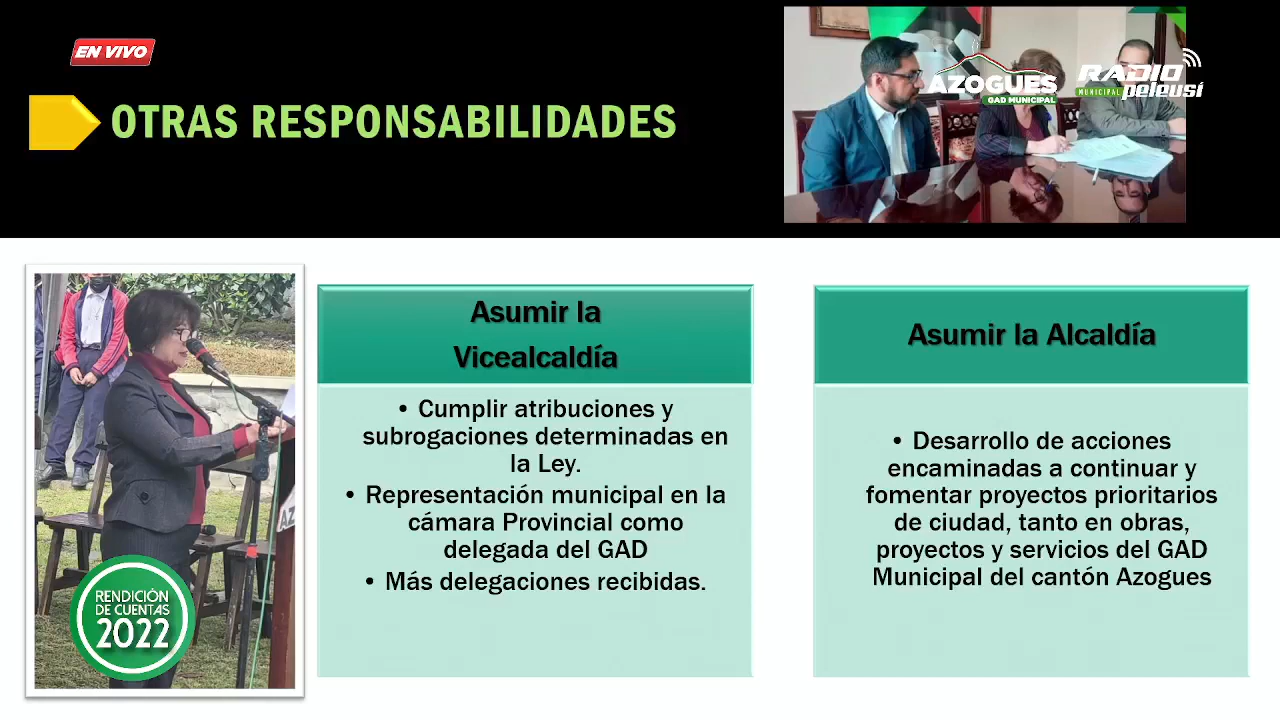 EN VIVO
OTRAS RESPONSABILIDADES
AZOGUES
GAD MUNICIPAL
RADIO
MUNICIPAL
peleusí
Asumir la
Vicealcaldía
• Cumplir atribuciones y
subrogaciones determinadas en
la Ley.
• Representación municipal en la
cámara Provincial como
delegada del GAD
• Más delegaciones recibidas.
Asumir la Alcaldía
• Desarrollo de acciones
encaminadas a continuar y
fomentar proyectos prioritarios
de ciudad, tanto en obras,
proyectos y servicios del GAD
Municipal del cantón Azogues
RENDICIÓN
DE CUENTAS
2022